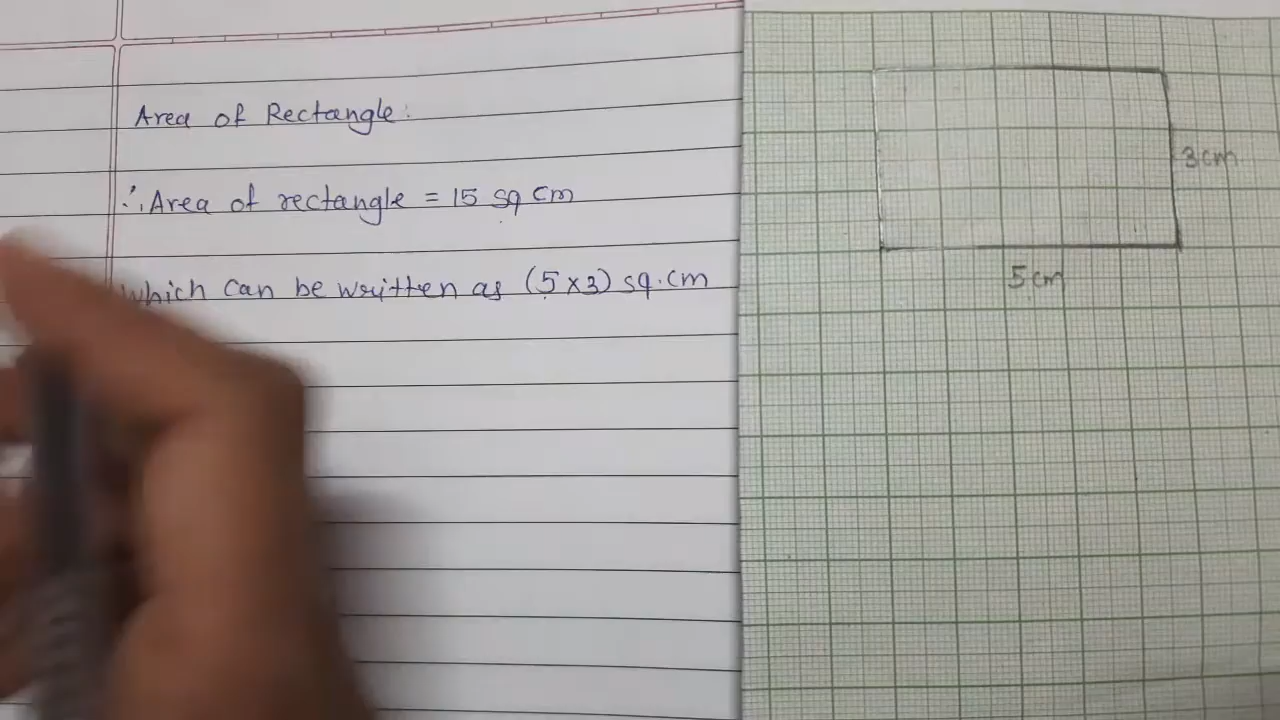 Area of Rectangle:
∴ Area of rectangle = 15 sq cm
which can be written as (5×3) sq.cm
3cm
5cm